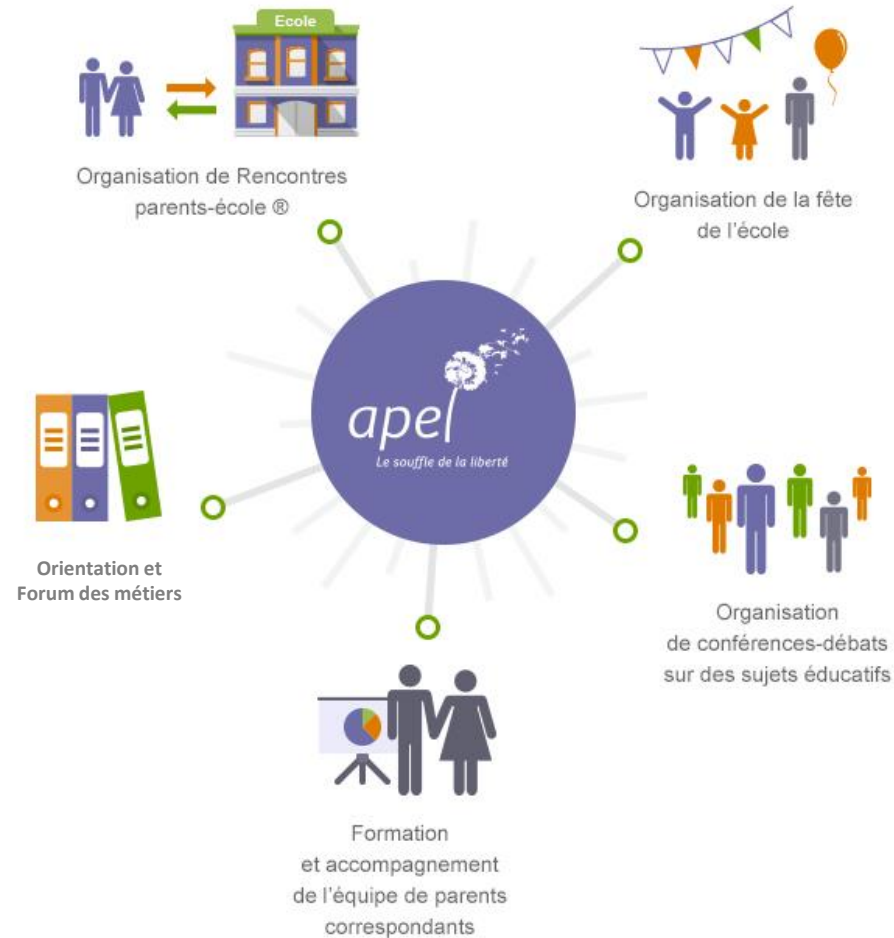 Ecole
Organisation de Rencontres
parents-école ®
Organisation de la fête
de l'école
apel
Le souffle de la liberté
Orientation et
Forum des métiers
Organisation
de conférences-débats
sur des sujets éducatifs
Formation
et accompagnement
de l'équipe de parents
correspondants